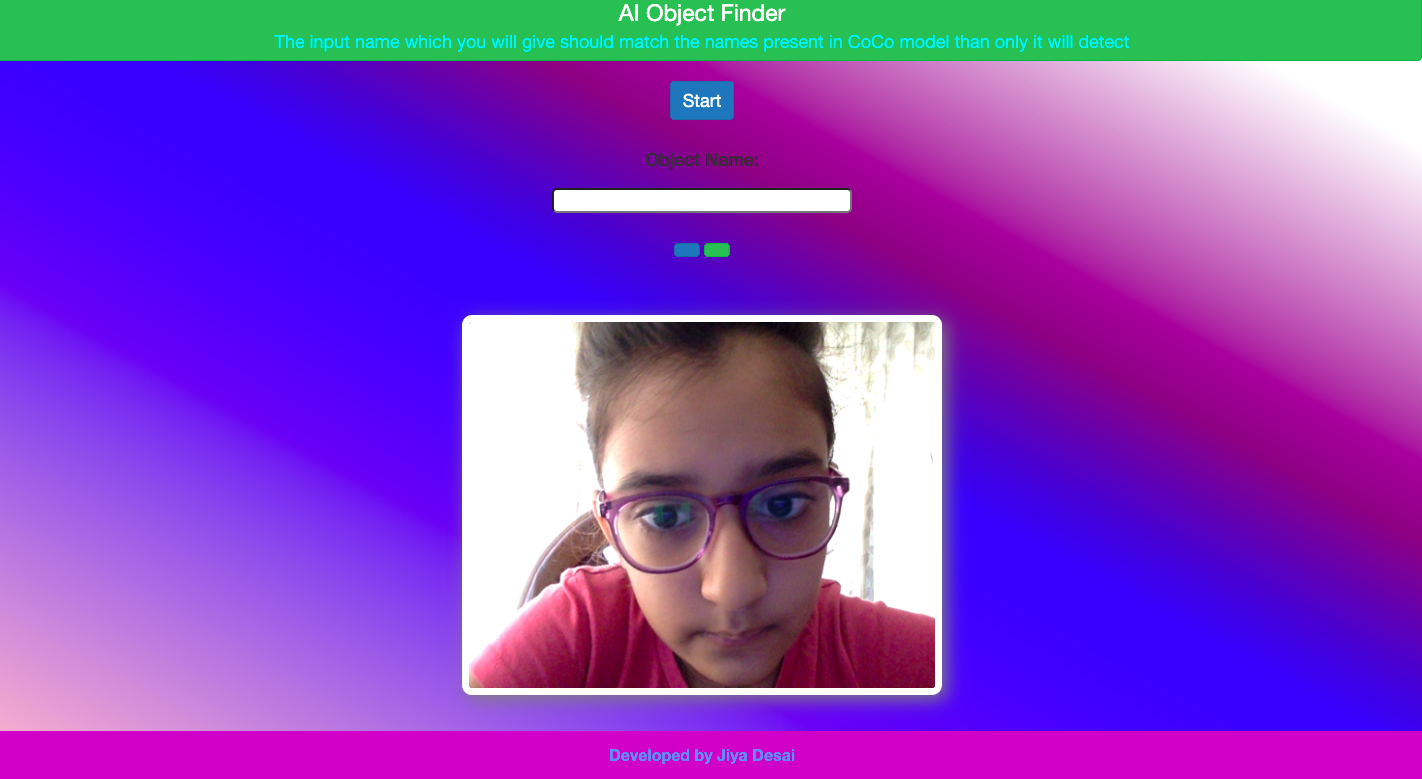 AI Object Finder
The input name which you will give should match the names present in CoCo model than only it will detect
Start
Object Name:
Developed by Jiya Desai